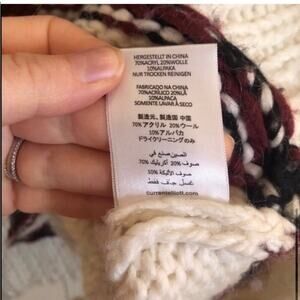 HERGESTELLT IN CHINA
70%ACRYL 20%WOLLE
10%ALPAKA
NUR TROCKEN REINIGEN
FABRICADO NA CHINA
70%ACRÍLICO 20%LÃ
10%ALPACA
SOMENTE LAVAR À SECO
製造元、製造国 中国
70% アクリル 20% ウール
10% アルパカ
ドライクリーニングのみ
الصين صنع في
صوف 20% أكريليك 70%
صوف الألبكة 10%
غسل جاف فقط
currentelliott.com